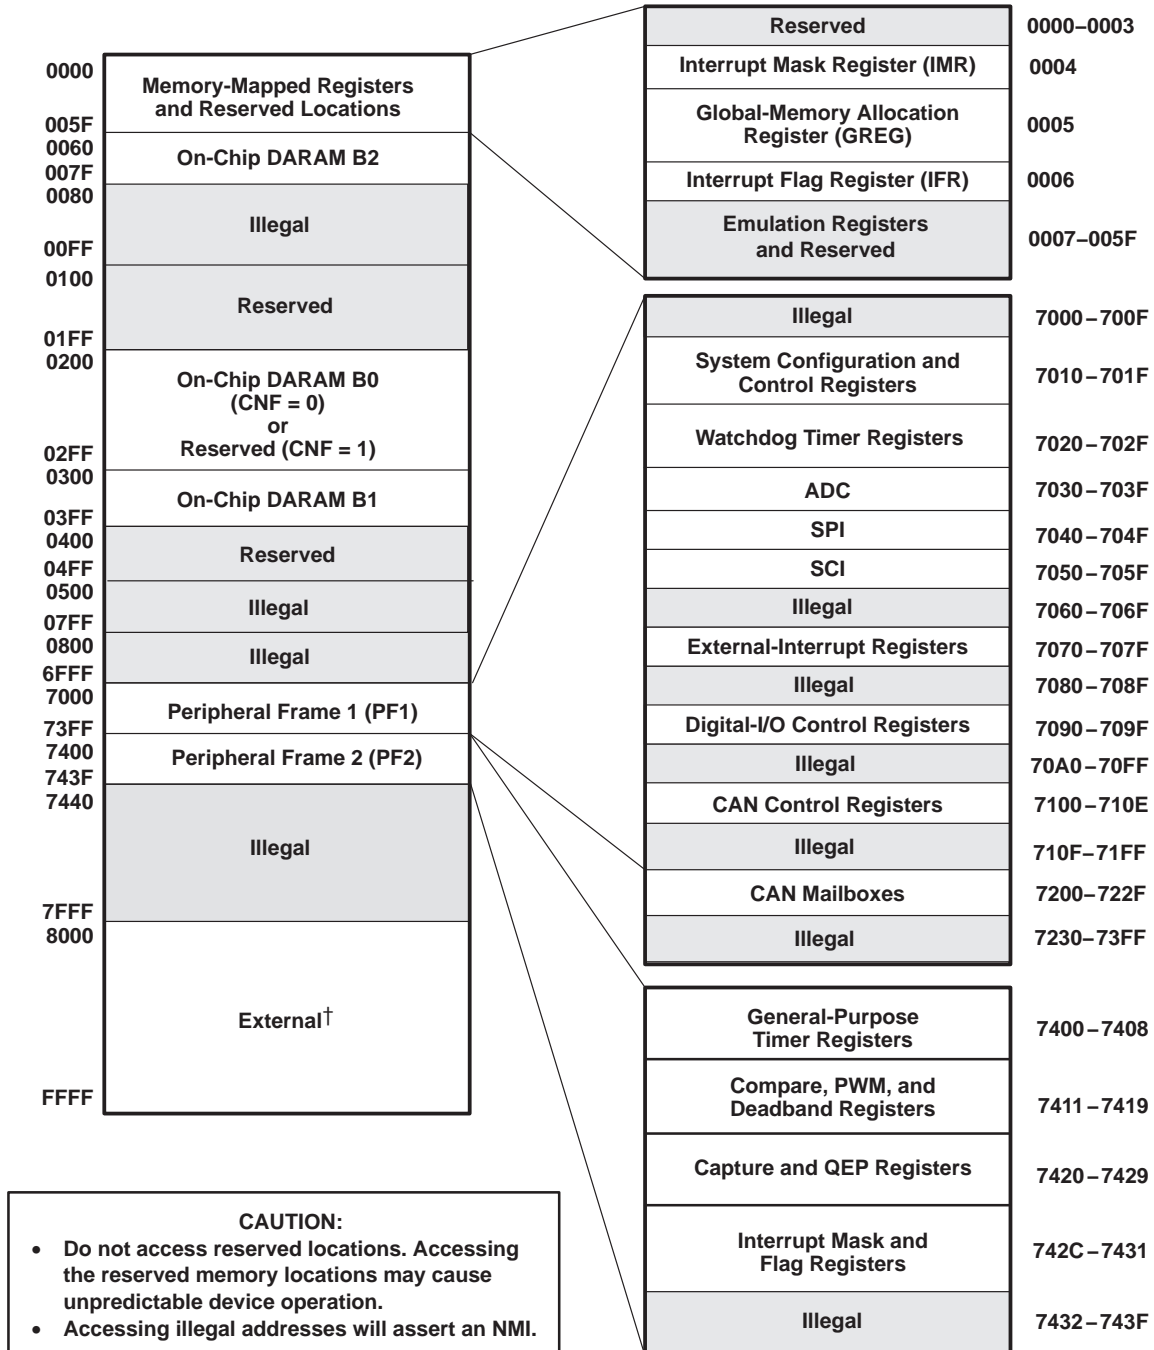 0000
Memory-Mapped Registers
and Reserved Locations
005F
0060
On-Chip DARAM B2
007F
0080
Illegal
00FF
0100
Reserved
01FF
0200
On-Chip DARAM B0
(CNF = 0)
or
Reserved (CNF = 1)
02FF
0300
On-Chip DARAM B1
03FF
0400
Reserved
04FF
0500
Illegal
07FF
0800
Illegal
6FFF
7000
Peripheral Frame 1 (PF1)
73FF
7400
Peripheral Frame 2 (PF2)
743F
7440
Illegal
7FFF
8000
External†
FFFF
CAUTION:
• Do not access reserved locations. Accessing
the reserved memory locations may cause
unpredictable device operation.
• Accessing illegal addresses will assert an NMI.
Reserved 0000–0003
Interrupt Mask Register (IMR) 0004
Global-Memory Allocation
Register (GREG) 0005
Interrupt Flag Register (IFR) 0006
Emulation Registers
and Reserved 0007–005F
Illegal 7000–700F
System Configuration and
Control Registers 7010–701F
Watchdog Timer Registers 7020–702F
ADC 7030–703F
SPI 7040–704F
SCI 7050–705F
Illegal 7060–706F
External-Interrupt Registers 7070–707F
Illegal 7080–708F
Digital-I/O Control Registers 7090–709F
Illegal 70A0–70FF
CAN Control Registers 7100–710E
Illegal 710F–71FF
CAN Mailboxes 7200–722F
Illegal 7230–73FF
General-Purpose
Timer Registers 7400–7408
Compare, PWM, and
Deadband Registers 7411–7419
Capture and QEP Registers 7420–7429
Interrupt Mask and
Flag Registers 742C–7431
Illegal 7432–743F